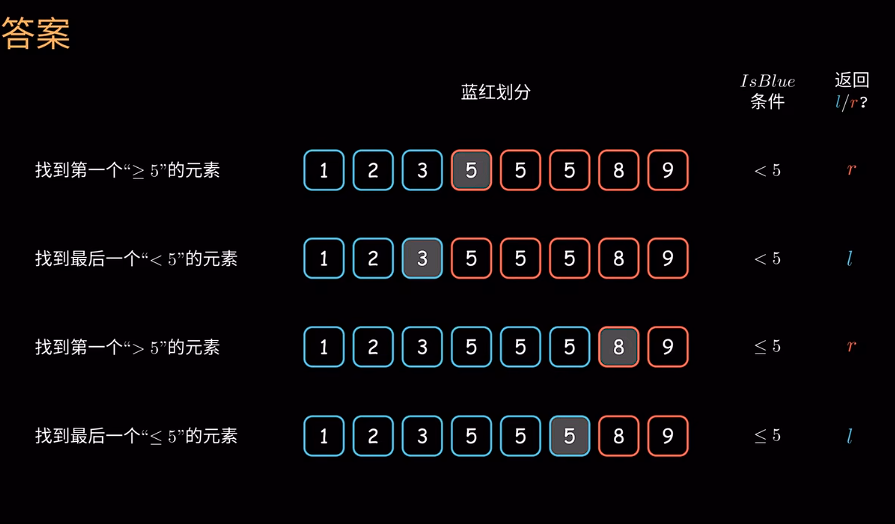 答案
蓝红划分
IsBlue
条件
返回
l/r?
找到第一个“≥ 5”的元素 1 2 3 5 5 5 8 9 < 5 r
找到最后一个“< 5”的元素 1 2 3 5 5 5 8 9 < 5 l
找到第一个“> 5”的元素 1 2 3 5 5 5 8 9 ≤ 5 r
找到最后一个“≤ 5”的元素 1 2 3 5 5 5 8 9 ≤ 5 l